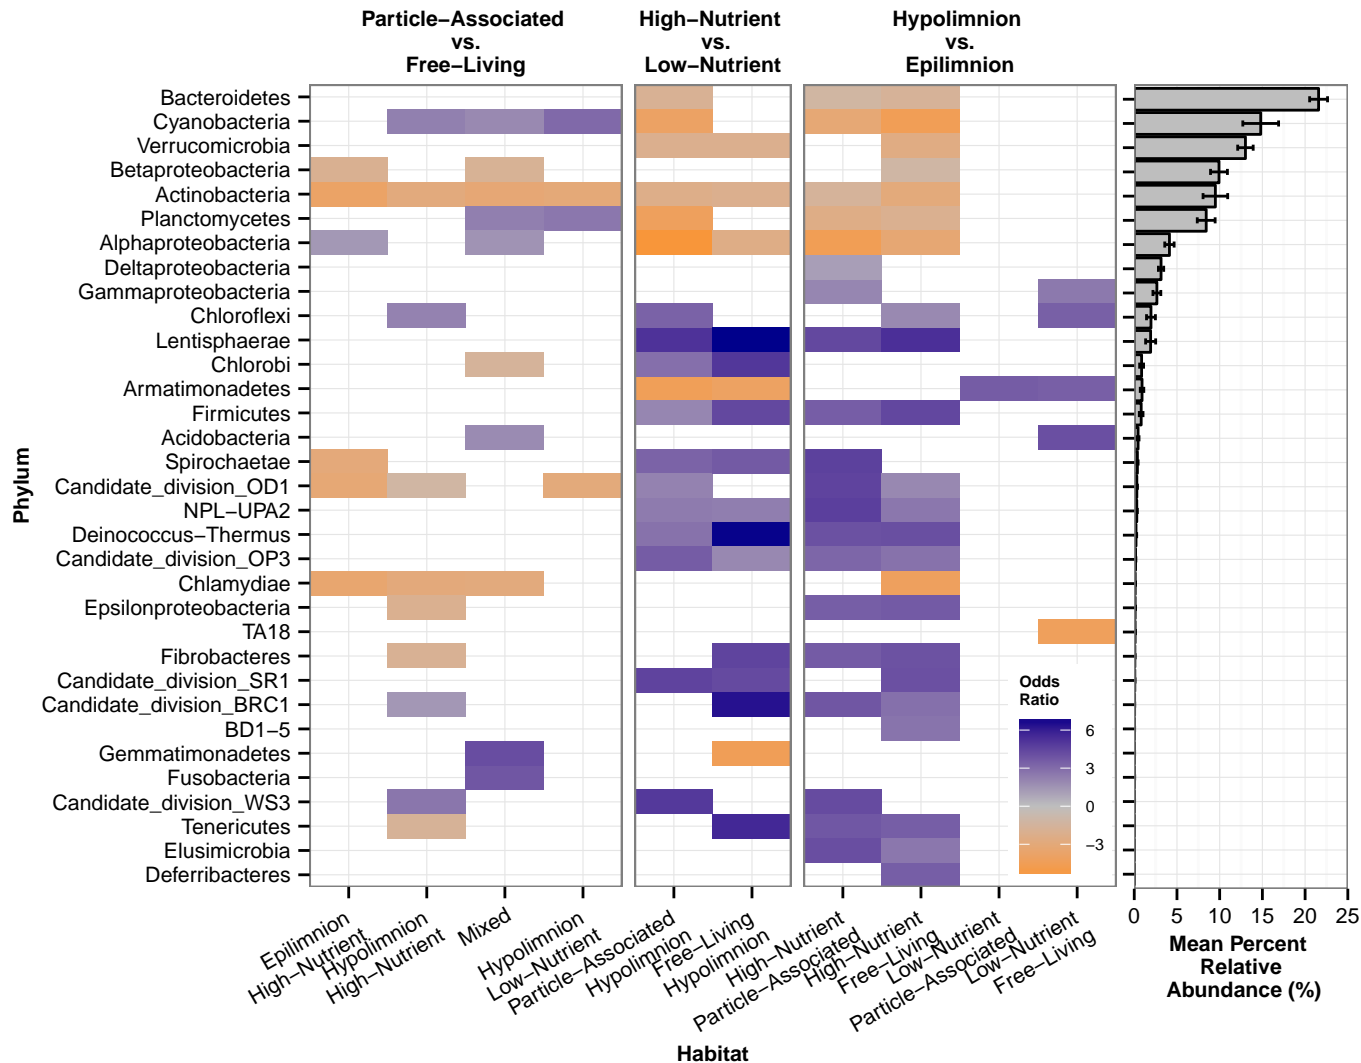 Particle−Associated
vs.
Free−Living
High−Nutrient
vs.
Low−Nutrient
Hypolimnion
vs.
Epilimnion
Phylum
Bacteroidetes
Cyanobacteria
Verrucomicrobia
Betaproteobacteria
Actinobacteria
Planctomycetes
Alphaproteobacteria
Deltaproteobacteria
Gammaproteobacteria
Chloroflexi
Lentisphaerae
Chlorobi
Armatimonadetes
Firmicutes
Acidobacteria
Spirochaetae
Candidate_division_OD1
NPL−UPA2
Deinococcus−Thermus
Candidate_division_OP3
Chlamydiae
Epsilonproteobacteria
TA18
Fibrobacteres
Candidate_division_SR1
Candidate_division_BRC1
BD1−5
Gemmatimonadetes
Fusobacteria
Candidate_division_WS3
Tenericutes
Elusimicrobia
Deferribacteres
Odds
Ratio
6
3
0
−3
Epilimnion
High−Nutrient
Hypolimnion
High−Nutrient
Mixed
Hypolimnion
Low−Nutrient
Particle−Associated
Hypolimnion
Free−Living
Hypolimnion
High−Nutrient
Particle−Associated
High−Nutrient
Free−Living
Low−Nutrient
Particle−Associated
Low−Nutrient
Free−Living
Habitat
0 5 10 15 20 25
Mean Percent
Relative
Abundance (%)